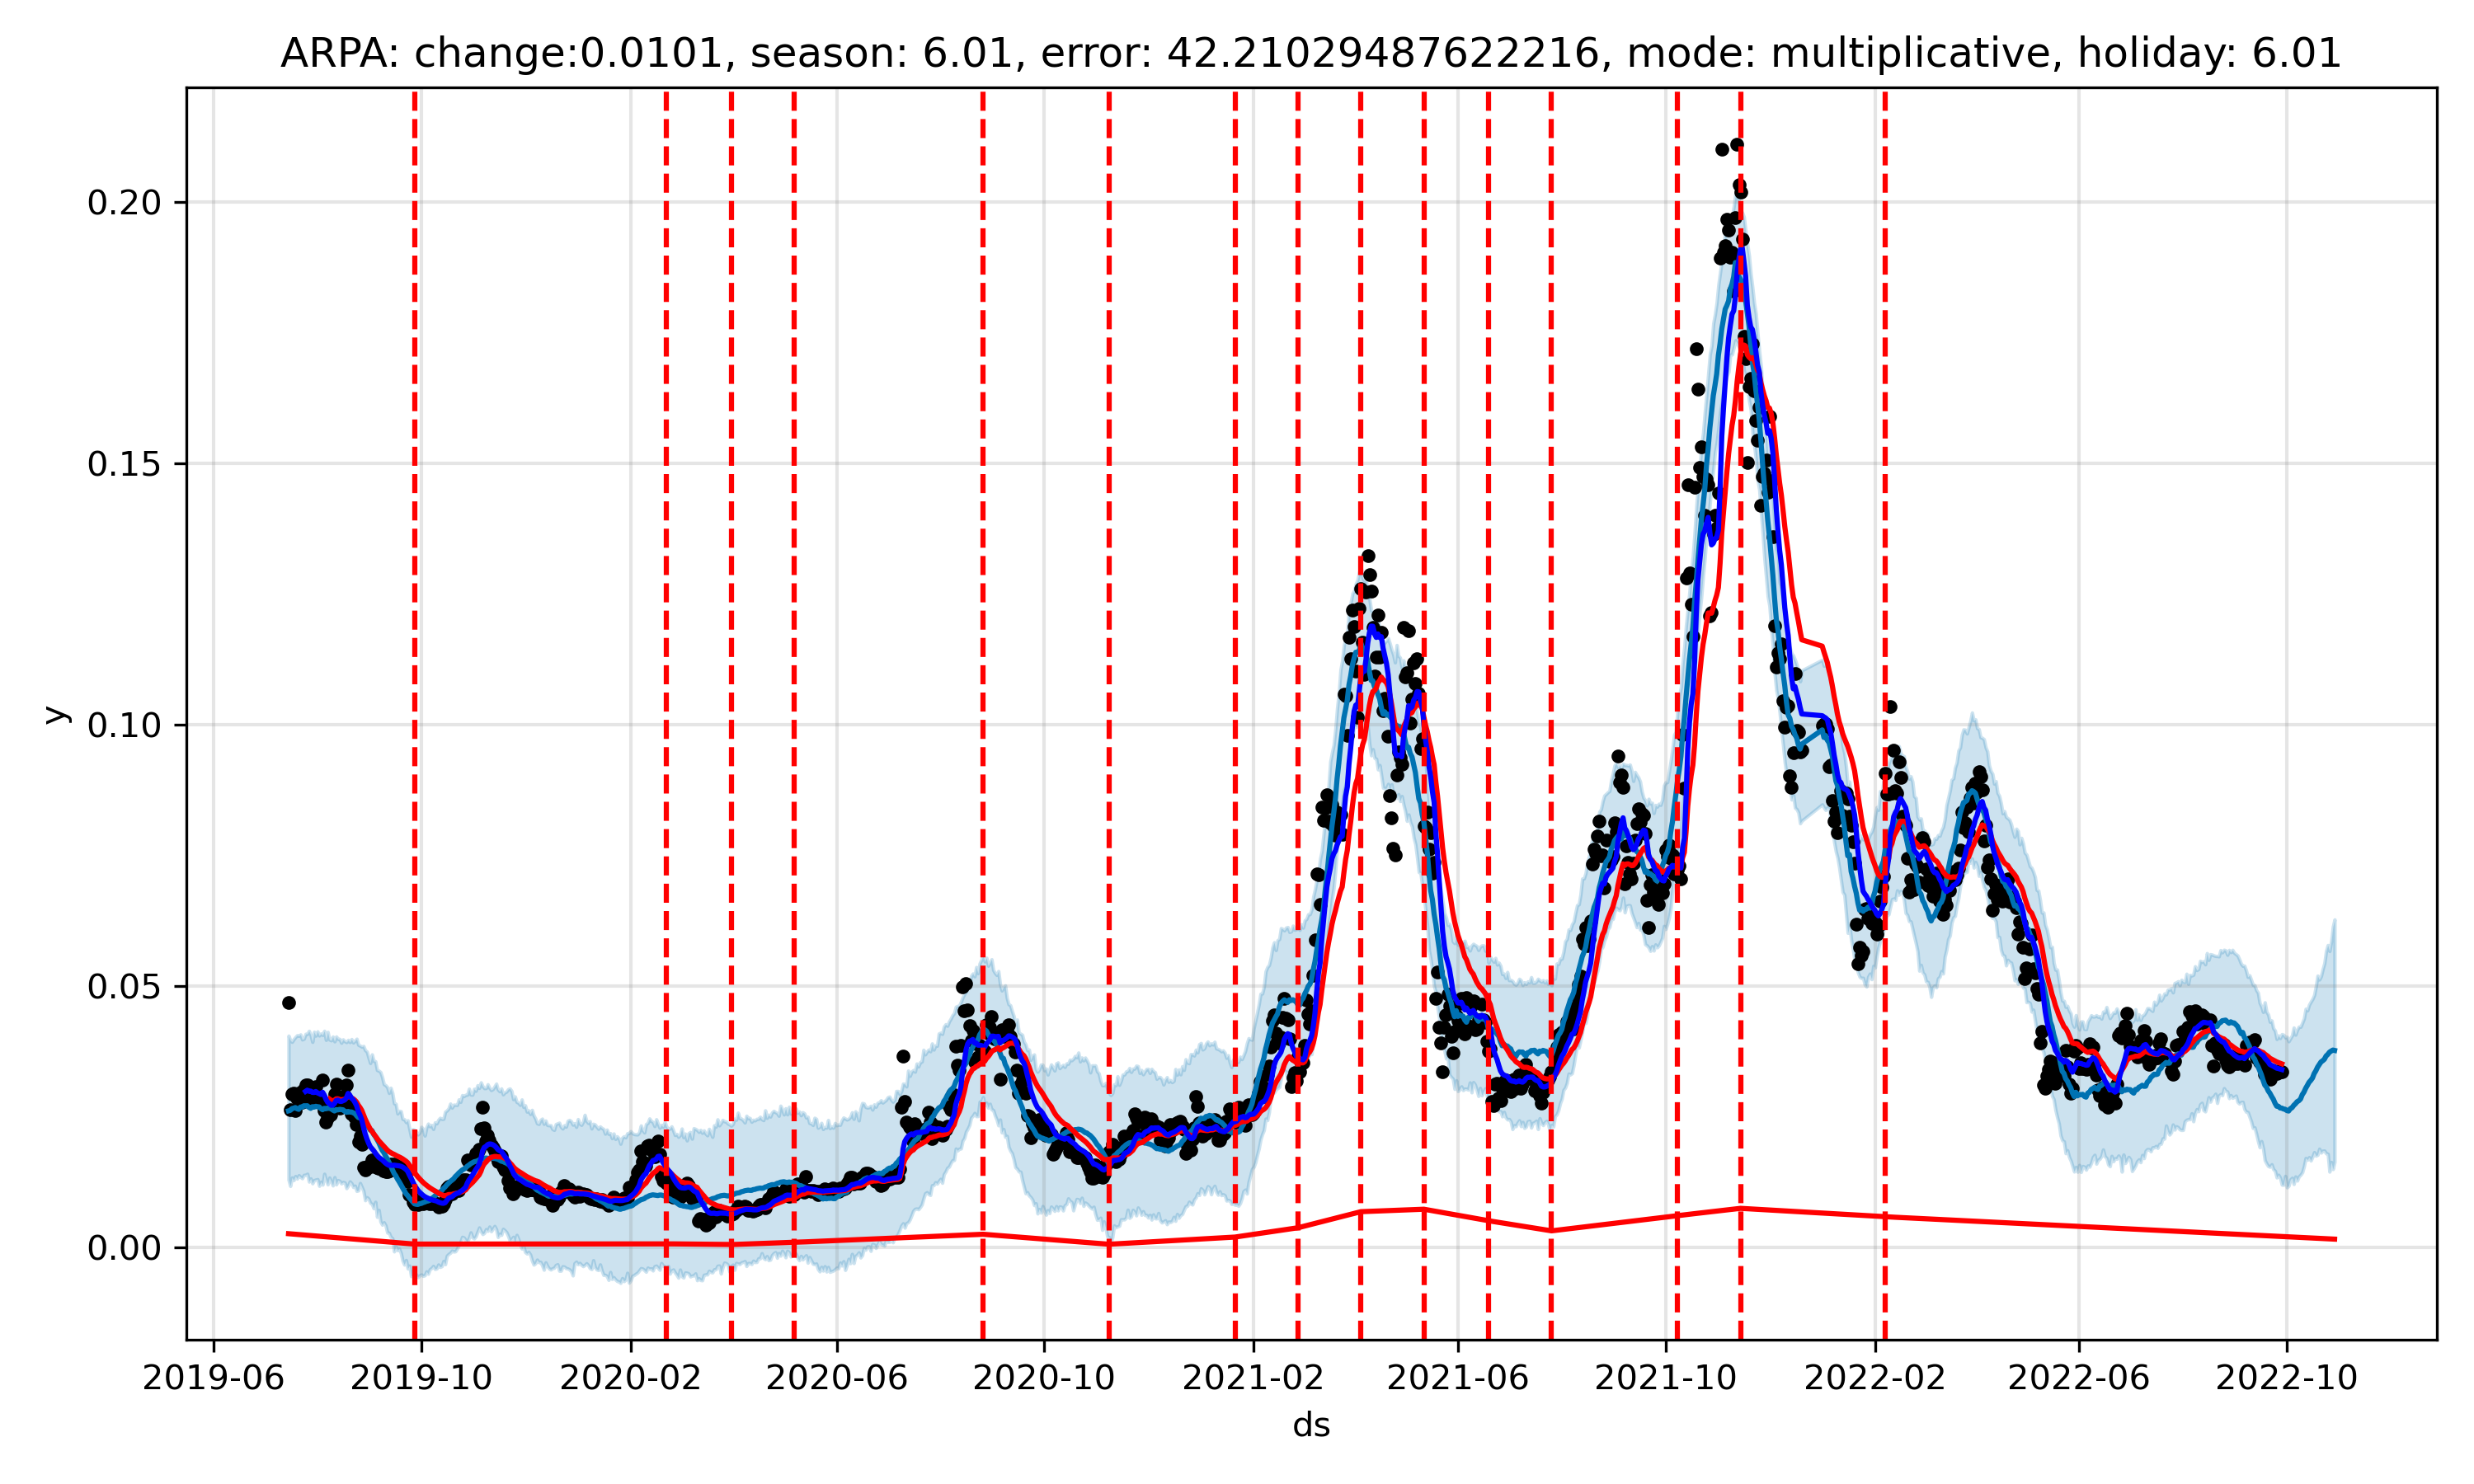 ARPA: change:0.0101, season: 6.01, error: 42.21029487622216, mode: multiplicative, holiday: 6.01
0.20
0.15
0.10
0.05
0.00
y
2019-06 2019-10 2020-02 2020-06 2020-10 2021-02 2021-06 2021-10 2022-02 2022-06 2022-10
ds